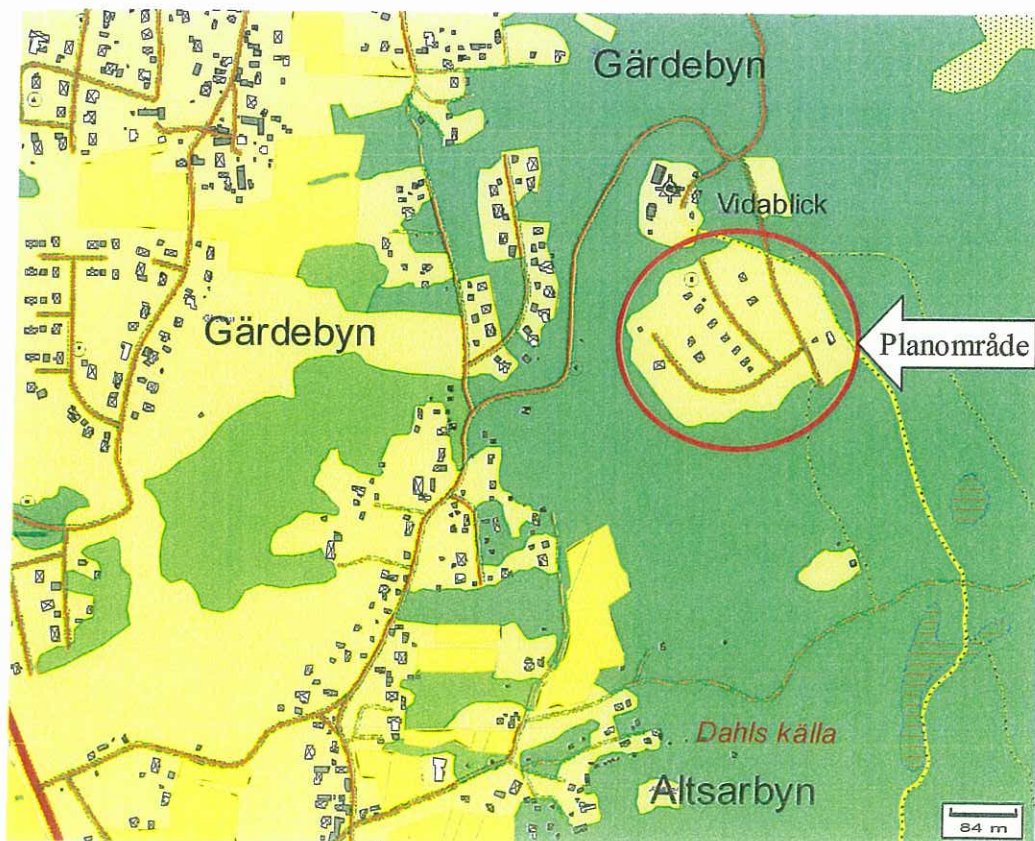 Gärdebyn
Vidablick
Gärdebyn
Planområde
Dahls källa
Altsarbyn
84 m